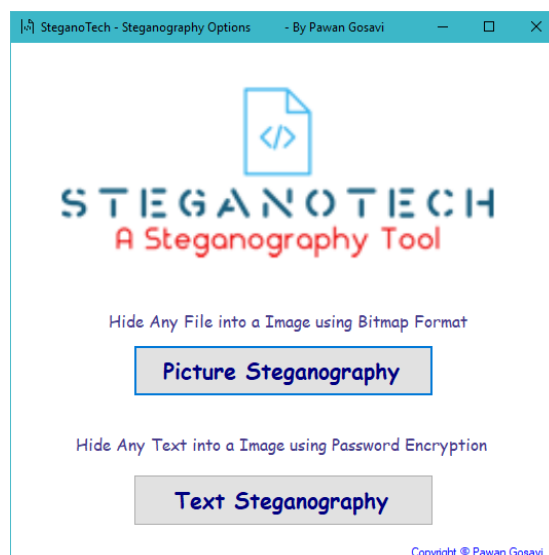 SteganoTech - Steganography Options - By Pawan Gosavi
</>
STEGANOTECH
A Steganography Tool
Hide Any File into a Image using Bitmap Format
Picture Steganography
Hide Any Text into a Image using Password Encryption
Text Steganography
Copyright © Pawan Gosavi